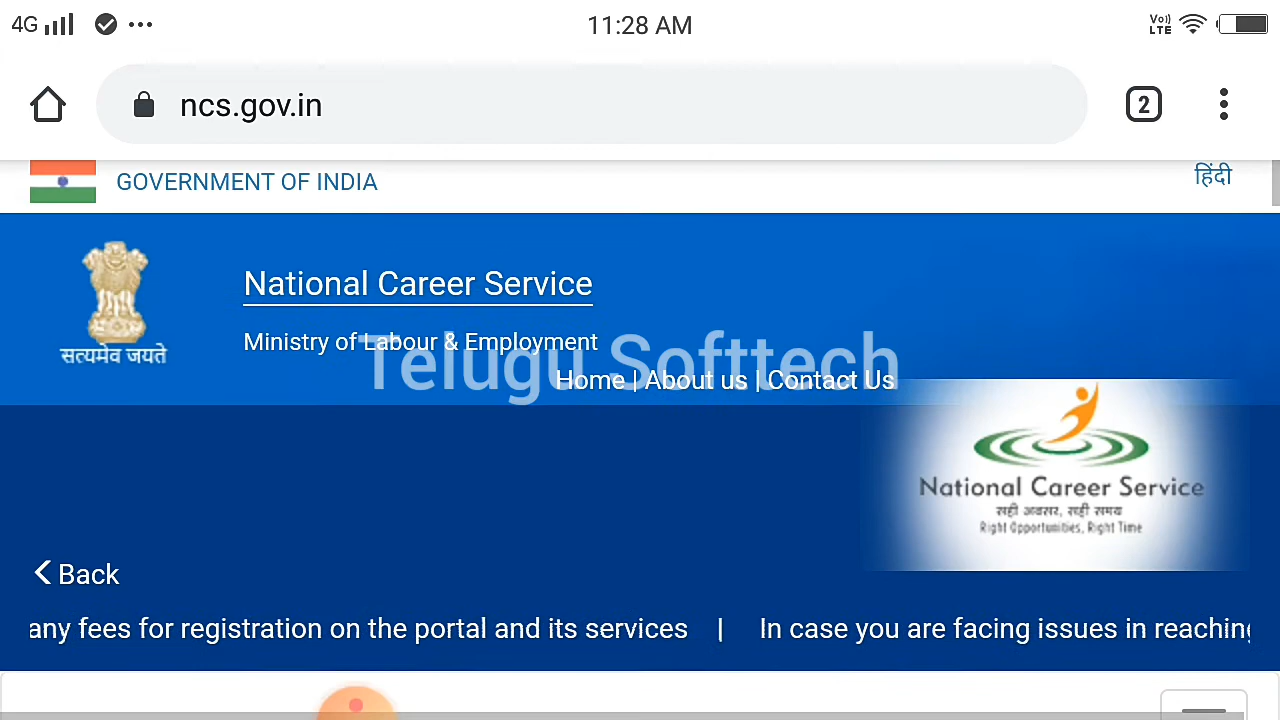 4G 11:28 AM Vo)) LTE
ncs.gov.in 2
GOVERNMENT OF INDIA हिंदी
National Career Service
सत्यमेव जयते
Ministry of Labour & Employment
Telugu Softtech
Home | About us | Contact Us
National Career Service
सही अवसर, सही समय
Right Opportunities, Right Time
Back
any fees for registration on the portal and its services | In case you are facing issues in reaching